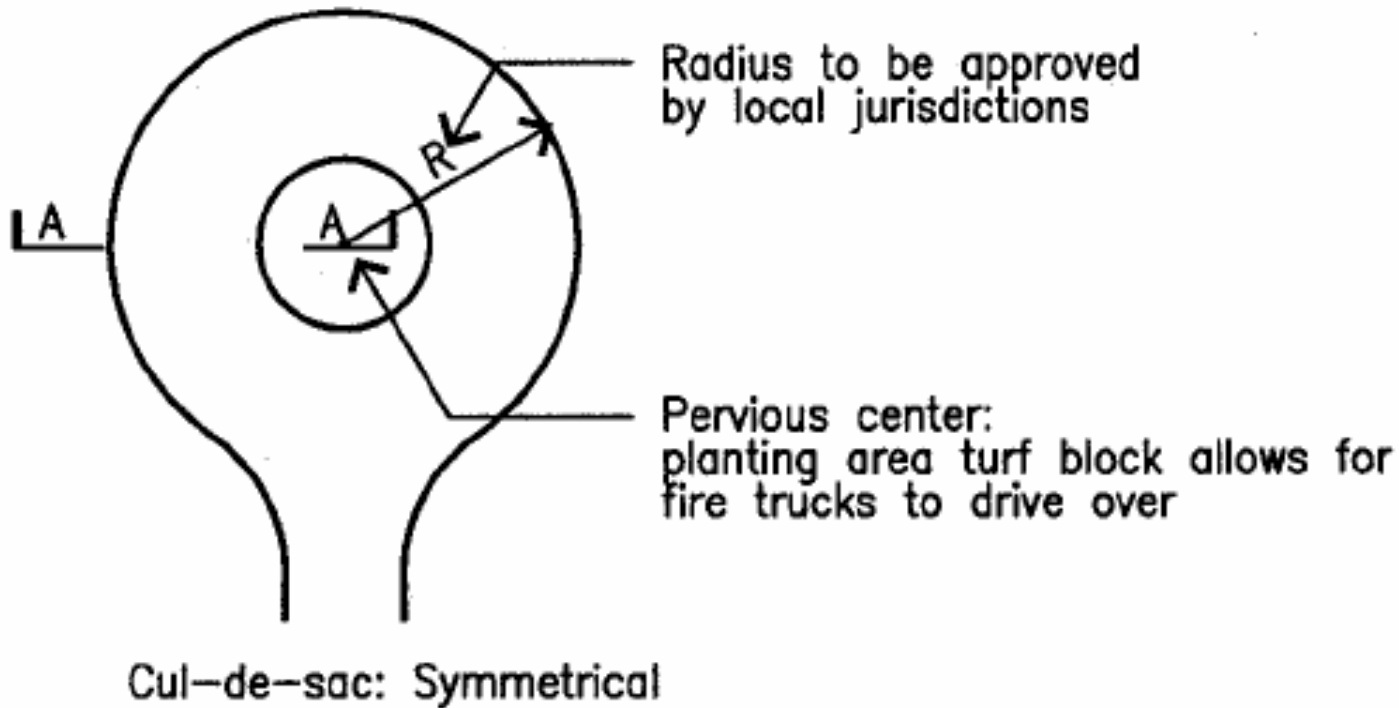 Radius to be approved
by local jurisdictions
R
A
A
Pervious center:
planting area turf block allows for
fire trucks to drive over
Cul-de-sac: Symmetrical